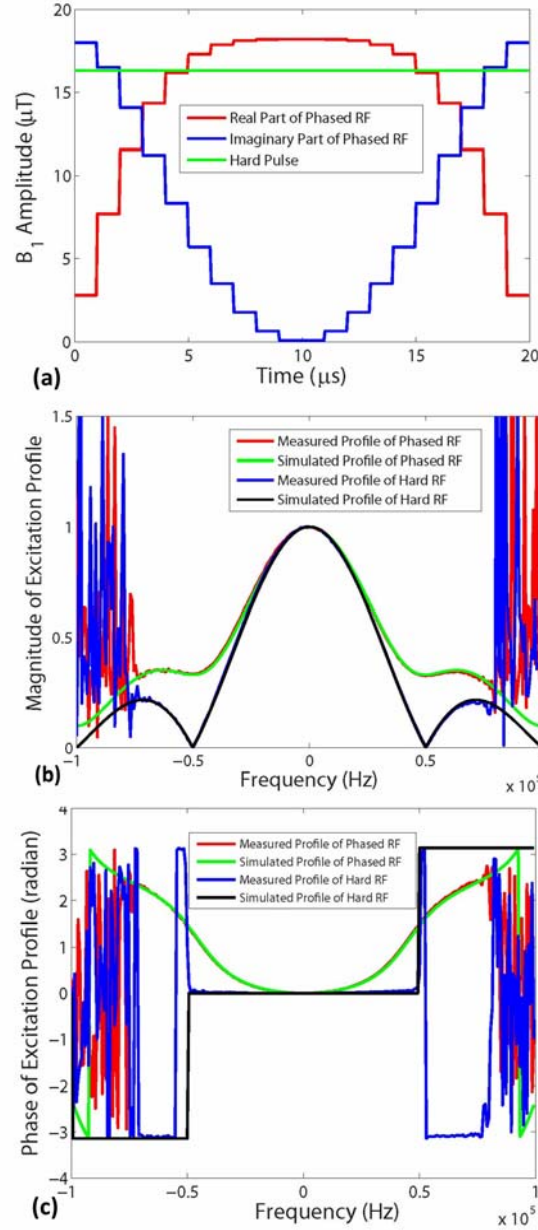 20
15
10
5
0
B1 Amplitude (μT)
Real Part of Phased RF
Imaginary Part of Phased RF
Hard Pulse
0 5 10 15 20
Time (μs)
(a)
1.5
1
0.5
0
Magnitude of Excitation Profile
Measured Profile of Phased RF
Simulated Profile of Phased RF
Measured Profile of Hard RF
Simulated Profile of Hard RF
-1 -0.5 0 0.5
Frequency (Hz)
x 10
(b)
4
3
2
1
0
-1
-2
-3
-4
Phase of Excitation Profile (radian)
Measured Profile of Phased RF
Simulated Profile of Phased RF
Measured Profile of Hard RF
Simulated Profile of Hard RF
-1 -0.5 0 0.5 1
Frequency (Hz)
x 10^5
(c)